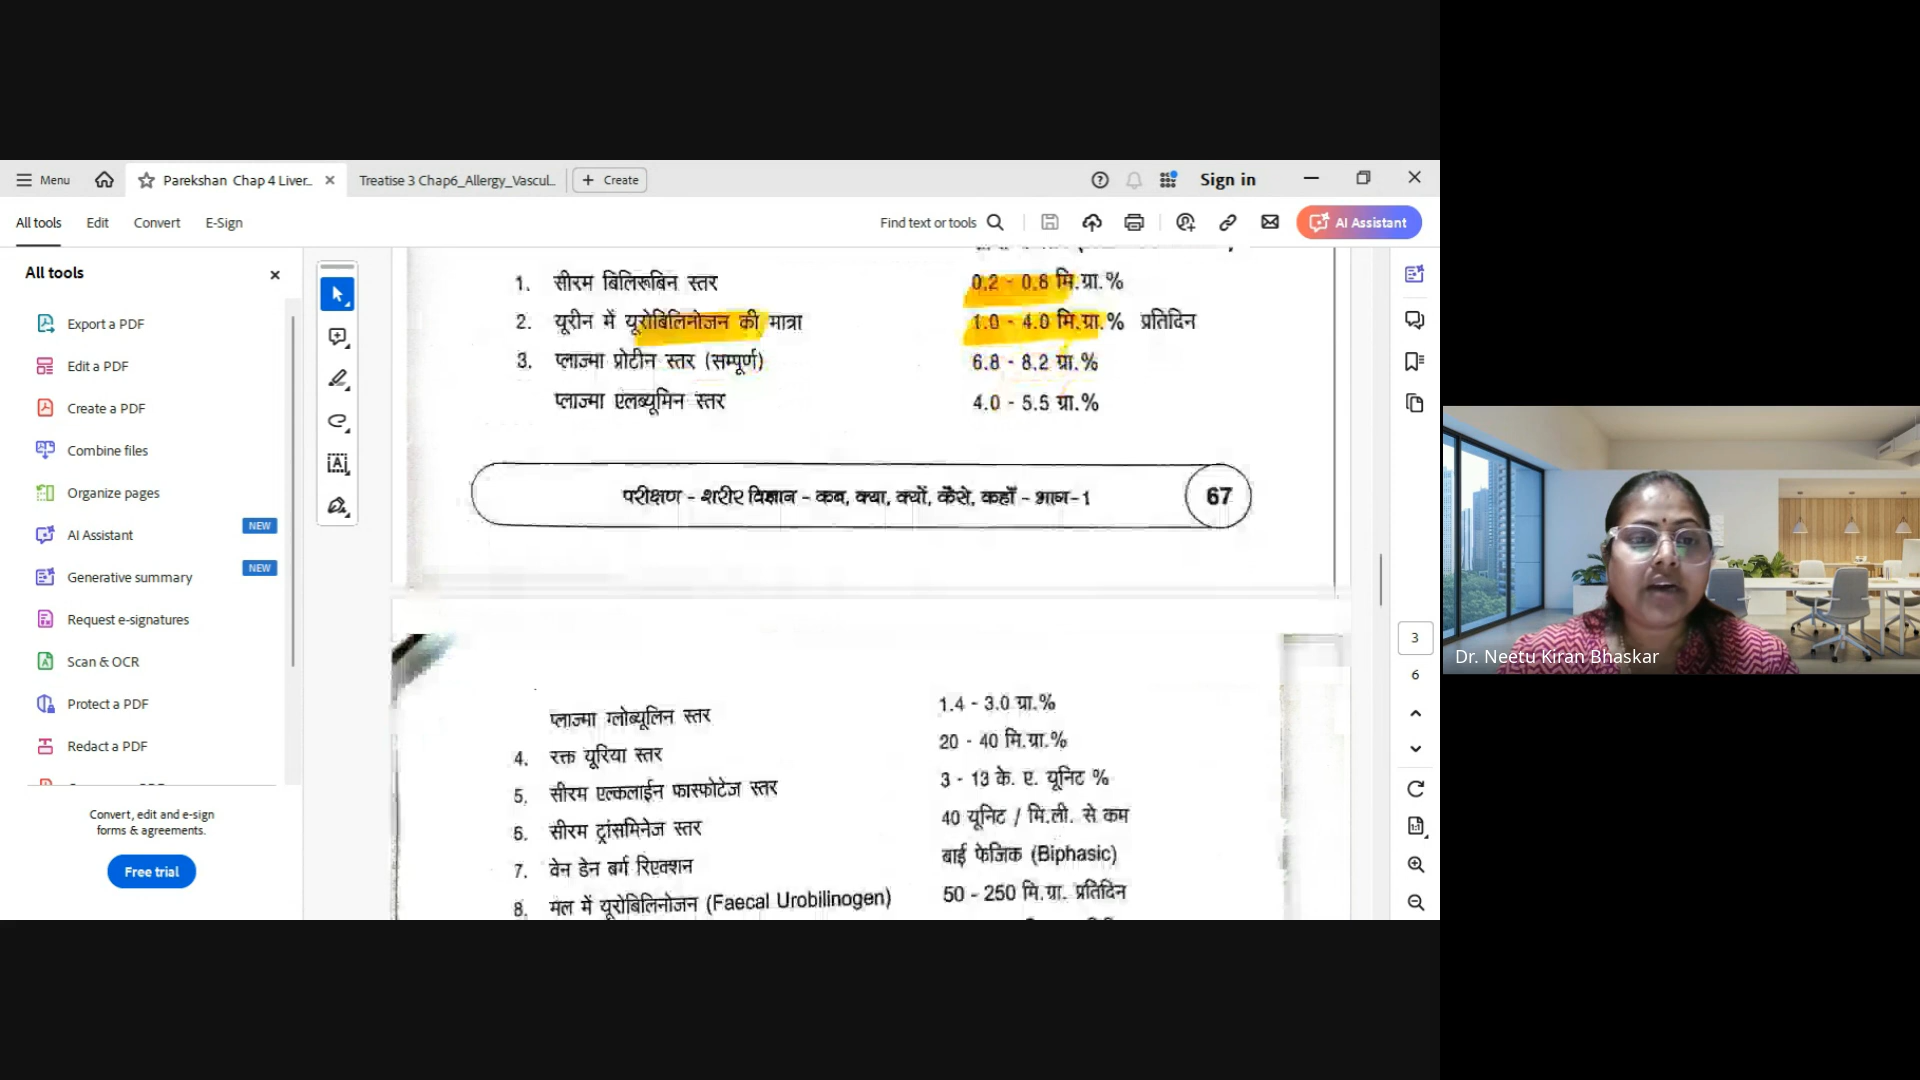 Menu
Parekshan Chap 4 Liver...
Treatise 3 Chap6_Allergy_Vascul...
Create
Sign in
All tools
Edit
Convert
E-Sign
Find text or tools
AI Assistant
All tools
Export a PDF
Edit a PDF
Create a PDF
Combine files
Organize pages
AI Assistant NEW
Generative summary NEW
Request e-signatures
Scan & OCR
Protect a PDF
Redact a PDF
Convert, edit and e-sign
forms & agreements.
Free trial
1. सीरम बिलिरूबिन स्तर 0.2 - 0.8 मि.ग्रा.%
2. यूरीन में यूरोबिलिनोजन की मात्रा 1.0 - 4.0 मि.ग्रा.% प्रतिदिन
3. प्लाज्मा प्रोटीन स्तर (सम्पूर्ण) 6.8 - 8.2 ग्रा.%
प्लाज्मा एलब्यूमिन स्तर 4.0 - 5.5 ग्रा.%
परीक्षण - शरीर विज्ञान - कब, क्या, क्यों, कैसे, कहाँ - भाग-1 67
प्लाज्मा ग्लोब्यूलिन स्तर 1.4 - 3.0 ग्रा.%
4. रक्त यूरिया स्तर 20 - 40 मि.ग्रा.%
5. सीरम एल्कलाईन फास्फोटेज स्तर 3 - 13 के. ए. यूनिट %
6. सीरम ट्रांसमिनेज स्तर 40 यूनिट / मि.ली. से कम
7. वेन डेन बर्ग रिएक्शन बाई फेजिक (Biphasic)
8. मल में यूरोबिलिनोजन (Faecal Urobilinogen) 50 - 250 मि.ग्रा. प्रतिदिन
3
6
Dr. Neetu Kiran Bhaskar